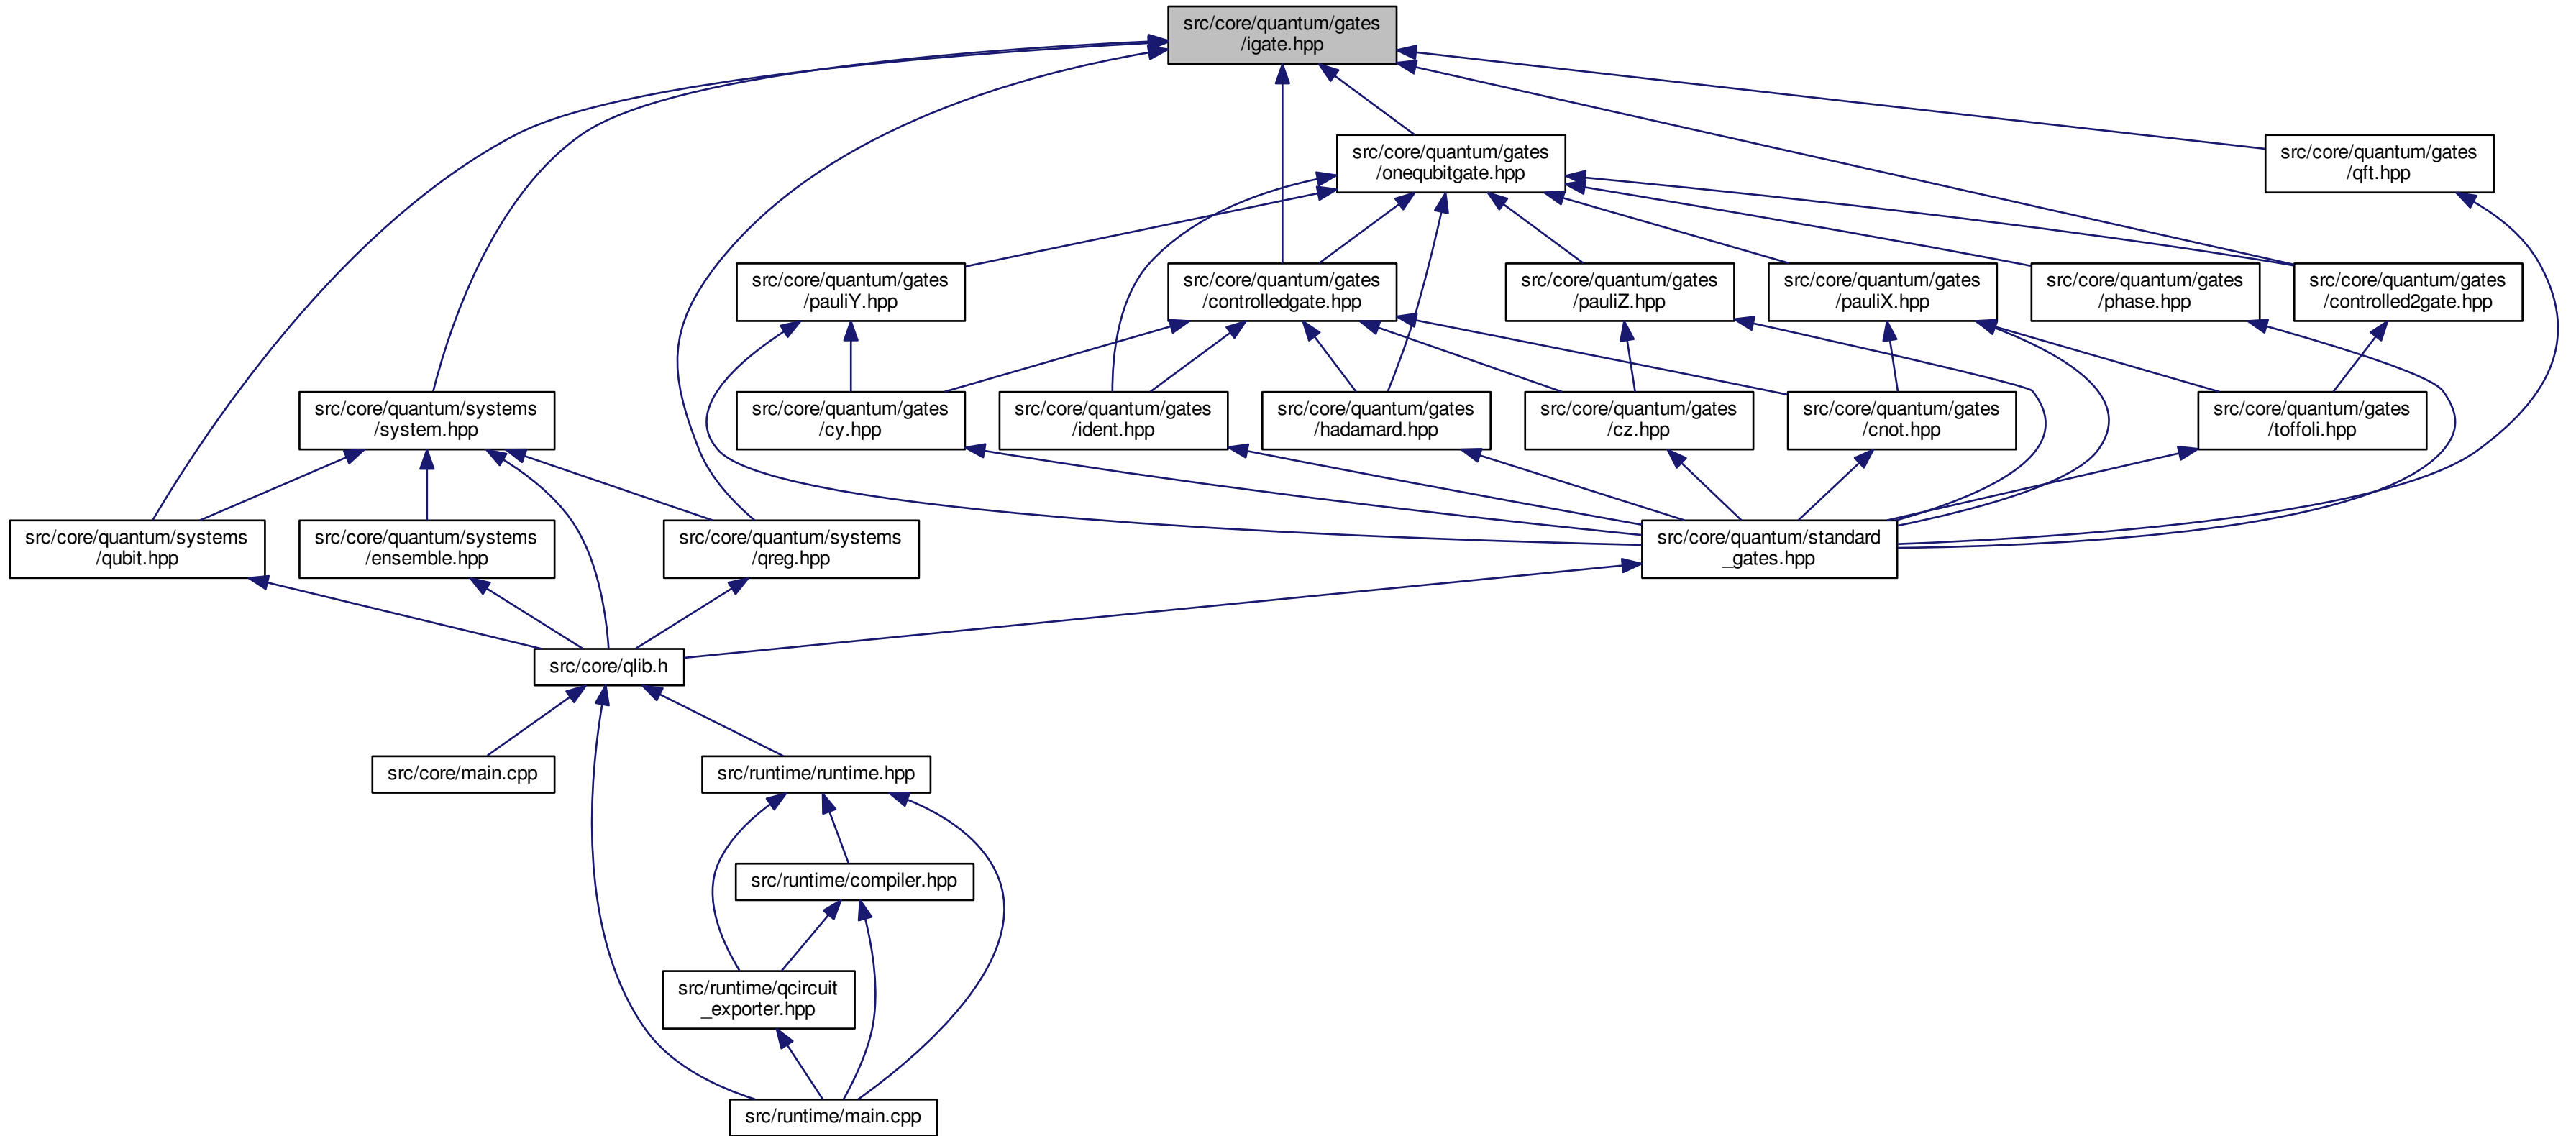 src/core/quantum/gates
/igate.hpp
src/core/quantum/gates
/onequbitgate.hpp
src/core/quantum/gates
/qft.hpp
src/core/quantum/gates
/pauliY.hpp
src/core/quantum/gates
/controlledgate.hpp
src/core/quantum/gates
/pauliZ.hpp
src/core/quantum/gates
/pauliX.hpp
src/core/quantum/gates
/phase.hpp
src/core/quantum/gates
/controlled2gate.hpp
src/core/quantum/systems
/system.hpp
src/core/quantum/gates
/cy.hpp
src/core/quantum/gates
/ident.hpp
src/core/quantum/gates
/hadamard.hpp
src/core/quantum/gates
/cz.hpp
src/core/quantum/gates
/cnot.hpp
src/core/quantum/gates
/toffoli.hpp
src/core/quantum/systems
/qubit.hpp
src/core/quantum/systems
/ensemble.hpp
src/core/quantum/systems
/qreg.hpp
src/core/quantum/standard
_gates.hpp
src/core/qlib.h
src/core/main.cpp
src/runtime/runtime.hpp
src/runtime/compiler.hpp
src/runtime/qcircuit
_exporter.hpp
src/runtime/main.cpp